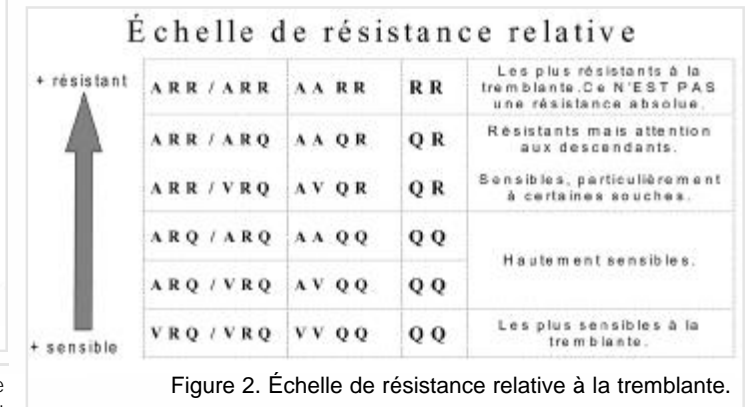 Échelle de résistance relative
+ résistant
ARR / ARR AA RR RR Les plus résistants à la
tremblante.Ce N'EST PAS
une résistance absolue.
ARR / ARQ AA QR QR Résistants mais attention
aux descendants.
ARR / VRQ AV QR QR Sensibles, particulièrement
à certaines souches.
ARQ / ARQ AA QQ QQ
Hautement sensibles.
ARQ / VRQ AV QQ QQ
VRQ / VRQ VV QQ QQ Les plus sensibles à la
tremblante.
+ sensible
Figure 2. Échelle de résistance relative à la tremblante.